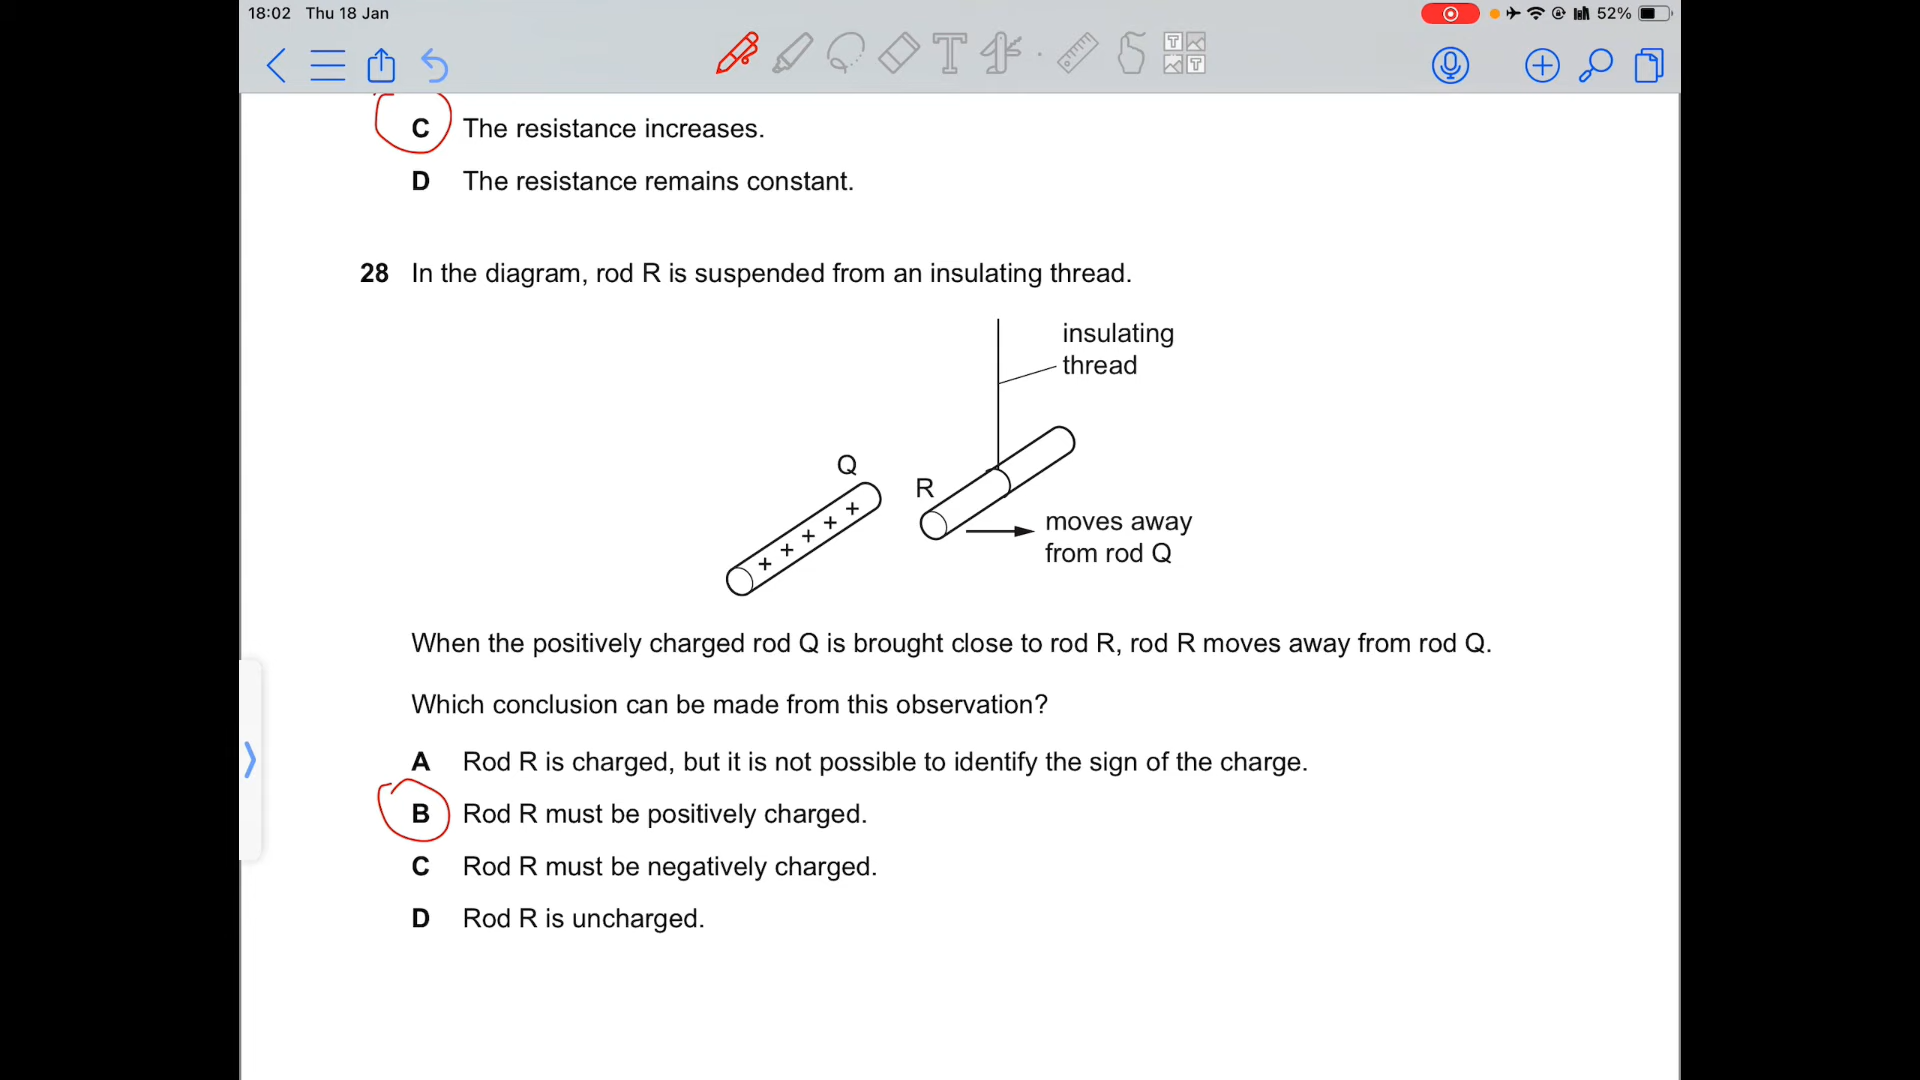 18:02 Thu 18 Jan
52%
C The resistance increases.
D The resistance remains constant.
28 In the diagram, rod R is suspended from an insulating thread.
insulating
thread
Q
R
+ + + + +
moves away
from rod Q
When the positively charged rod Q is brought close to rod R, rod R moves away from rod Q.
Which conclusion can be made from this observation?
A Rod R is charged, but it is not possible to identify the sign of the charge.
B Rod R must be positively charged.
C Rod R must be negatively charged.
D Rod R is uncharged.